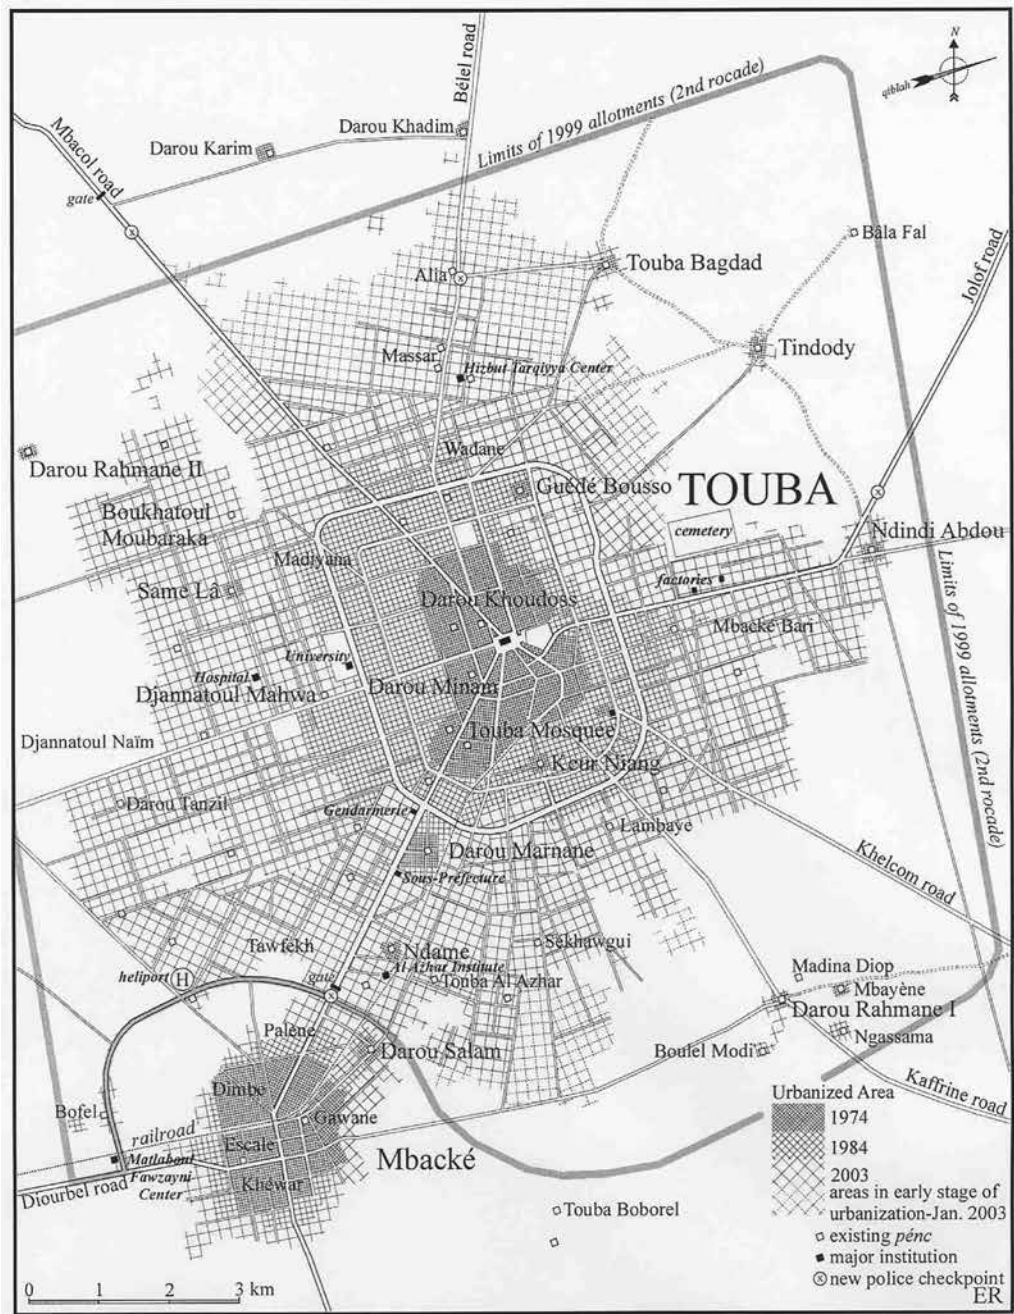 N
qiblah
Bélel road
Limits of 1999 allotments (2nd rocade)
Mbacol road
Darou Khadim
Darou Karim
gate
Bâla Fal
Jolof road
Alia
Touba Bagdad
Tindody
Massar
Hizbut Tarqiyya Center
Wadane
Darou Rahmane II
Guédé Bousso
TOUBA
Boukhatoul
Moubaraka
cemetery
Ndindi Abdou
Madiyana
Same Lâ
factories
Darou Khoudoss
Mbacké Bari
Limits of 1999 allotments (2nd rocade)
University
Hospital
Djannatoul Mahwa
Darou Minam
Touba Mosquée
Djannatoul Naïm
Keur Niang
Darou Tanzil
Gendarmerie
Lambaye
Darou Marnane
Khelcom road
Sous-Préfecture
Tawfékh
Ndame
Sékhawgui
Al Azhar Institute
heliport
H
gate
Touba Al Azhar
Madina Diop
Mbayène
Darou Rahmane I
Palène
Darou Salam
Boulel Modi
Ngassama
Dimbe
Kaffrine road
Bofel
Gawane
railroad
Escale
Matlaboul
Fawzayni
Center
Mbacké
Diourbel road
Khéwar
Touba Boborel
Urbanized Area
1974
1984
2003
areas in early stage of
urbanization-Jan. 2003
existing pénc
major institution
new police checkpoint
0 1 2 3 km
ER